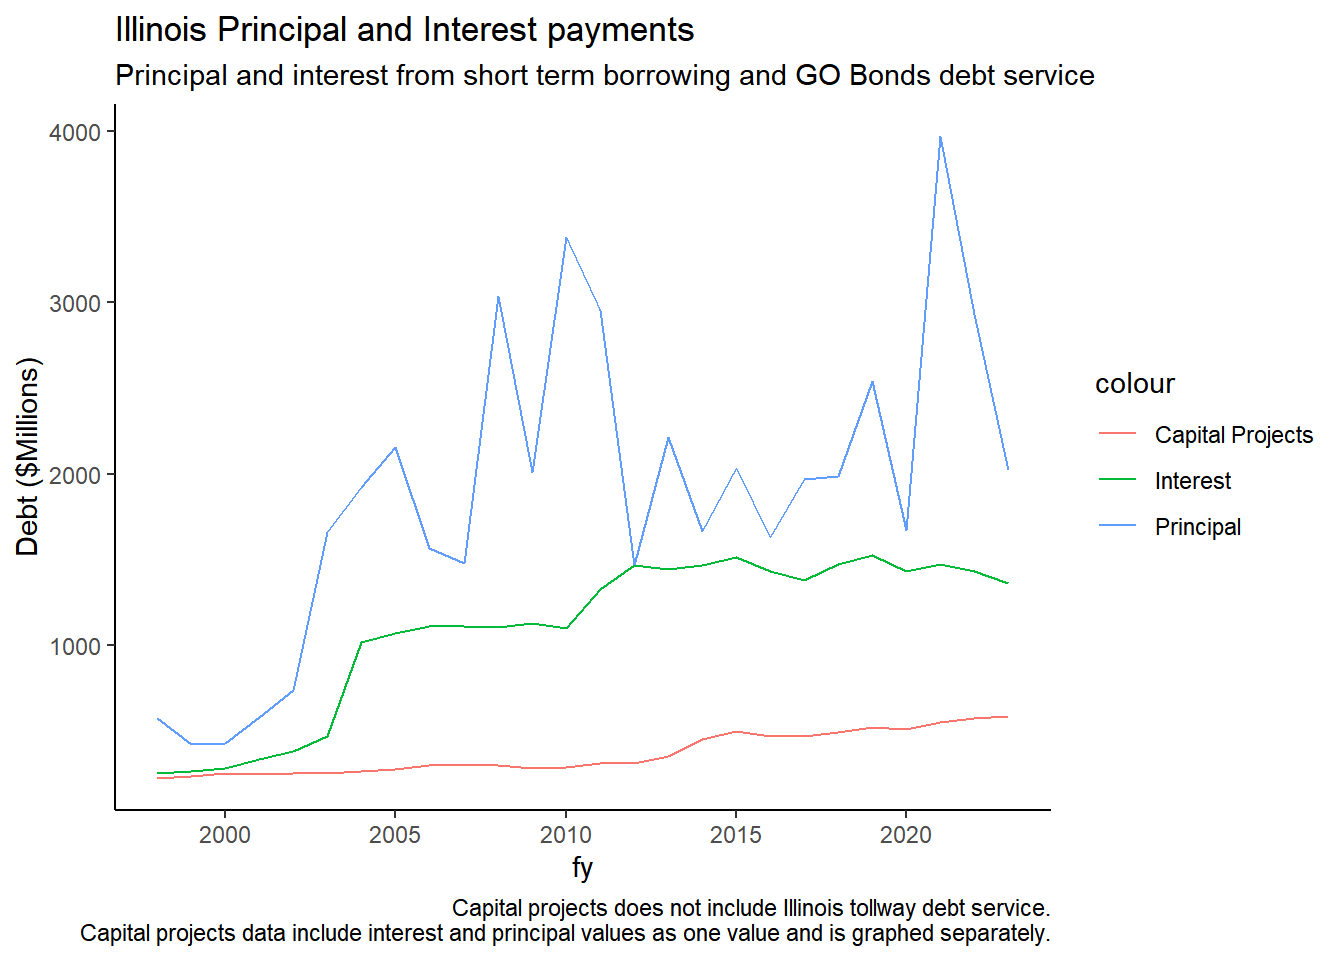 Illinois Principal and Interest payments
Principal and interest from short term borrowing and GO Bonds debt service
Debt ($Millions)
4000
3000
2000
1000
2000
2005
2010
2015
2020
fy
colour
Capital Projects
Interest
Principal
Capital projects does not include Illinois tollway debt service.
Capital projects data include interest and principal values as one value and is graphed separately.